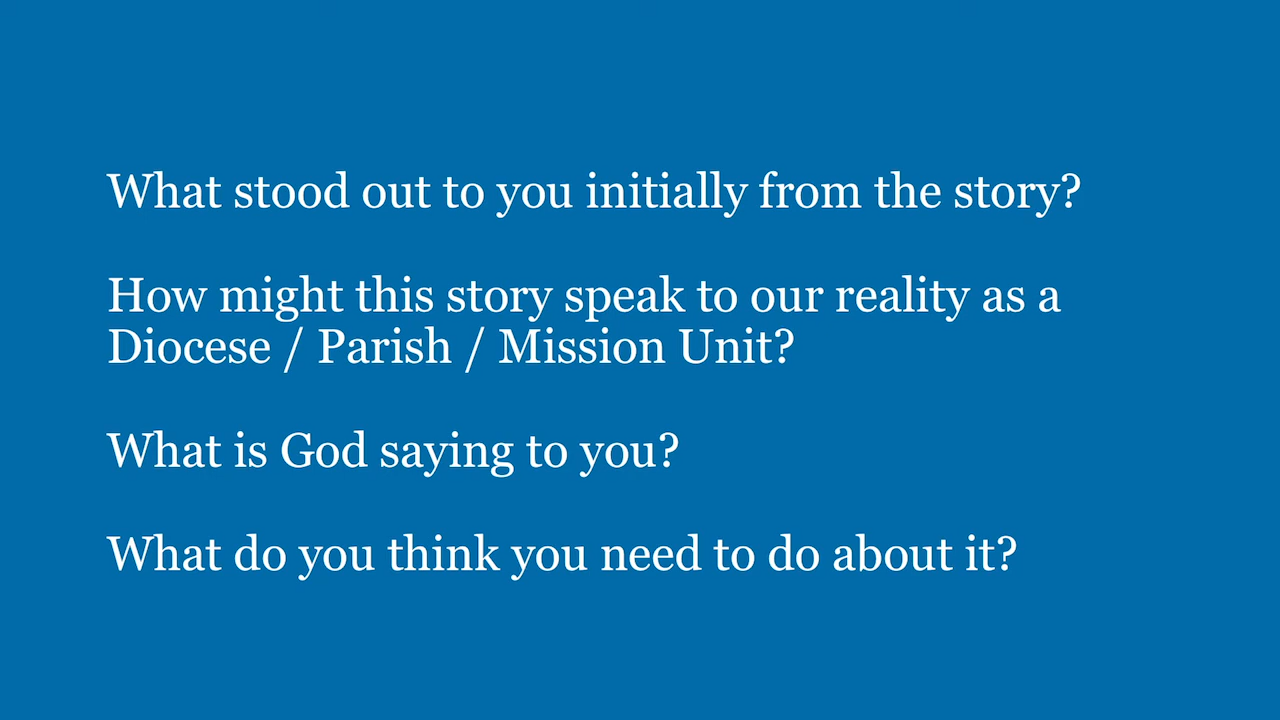 What stood out to you initially from the story?
How might this story speak to our reality as a
Diocese / Parish / Mission Unit?
What is God saying to you?
What do you think you need to do about it?